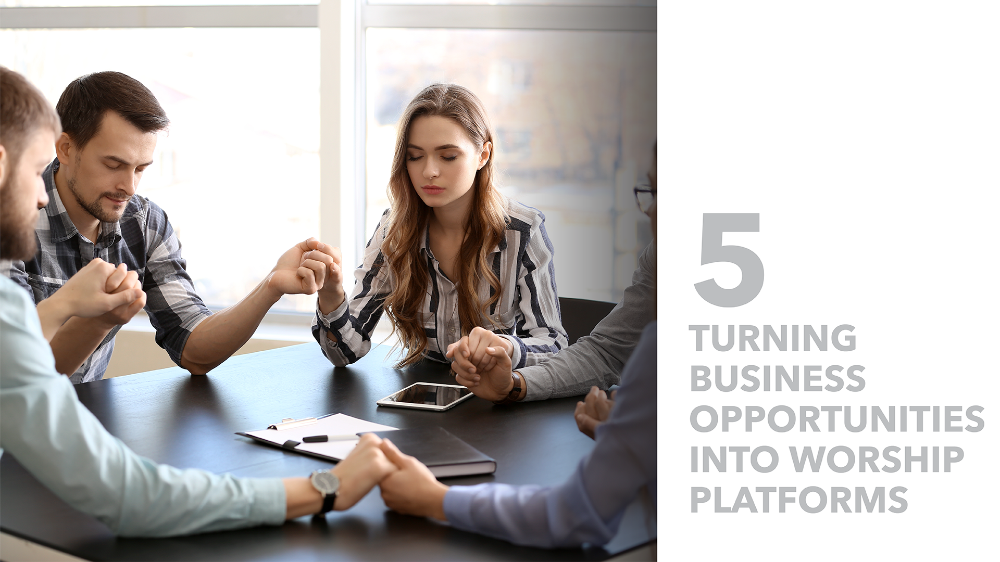 5
TURNING
BUSINESS
OPPORTUNITIES
INTO WORSHIP
PLATFORMS